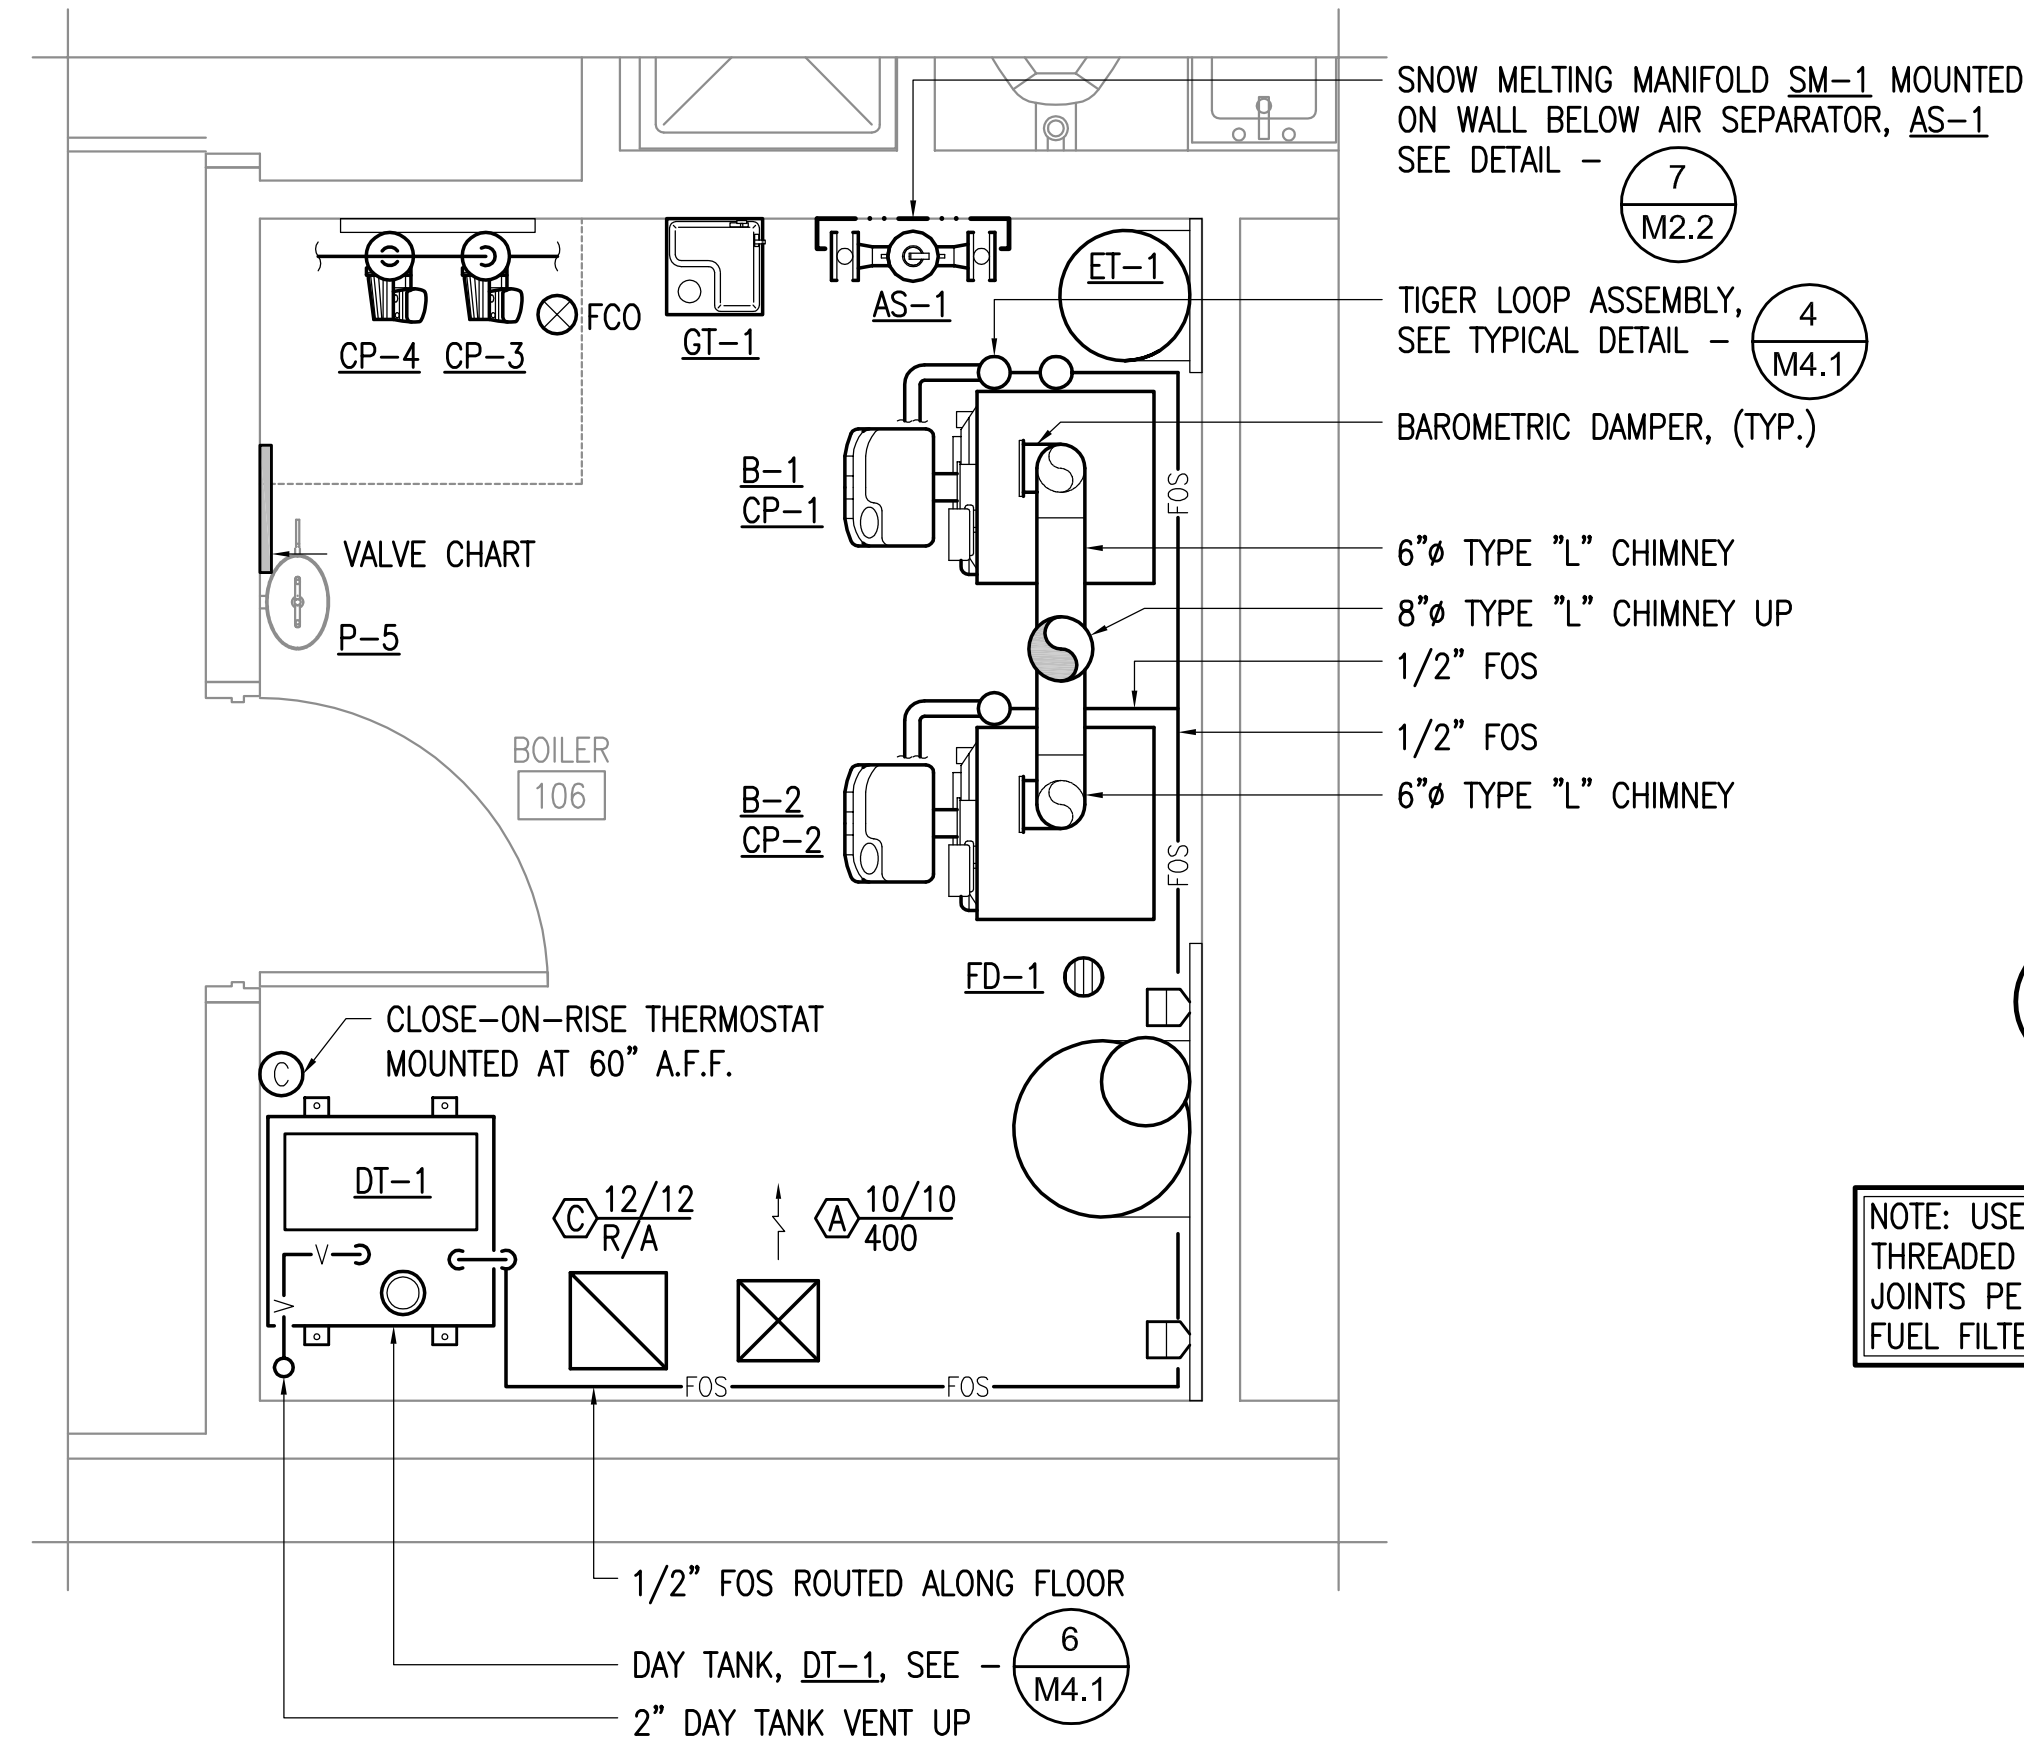 SNOW MELTING MANIFOLD SM-1 MOUNTED
ON WALL BELOW AIR SEPARATOR, AS-1
SEE DETAIL -
7
M2.2
TIGER LOOP ASSEMBLY,
SEE TYPICAL DETAIL -
4
M4.1
BAROMETRIC DAMPER, (TYP.)
6"ø TYPE "L" CHIMNEY
8"ø TYPE "L" CHIMNEY UP
1/2" FOS
1/2" FOS
6"ø TYPE "L" CHIMNEY
CP-4
CP-3
FCO
GT-1
AS-1
ET-1
B-1
CP-1
FOS
VALVE CHART
P-5
BOILER
106
B-2
CP-2
FOS
FD-1
CLOSE-ON-RISE THERMOSTAT
MOUNTED AT 60" A.F.F.
C
DT-1
V
V
C
12/12
R/A
A
10/10
400
FOS
FOS
NOTE: USE
THREADED
JOINTS PE
FUEL FILTE
1/2" FOS ROUTED ALONG FLOOR
DAY TANK, DT-1, SEE -
6
M4.1
2" DAY TANK VENT UP